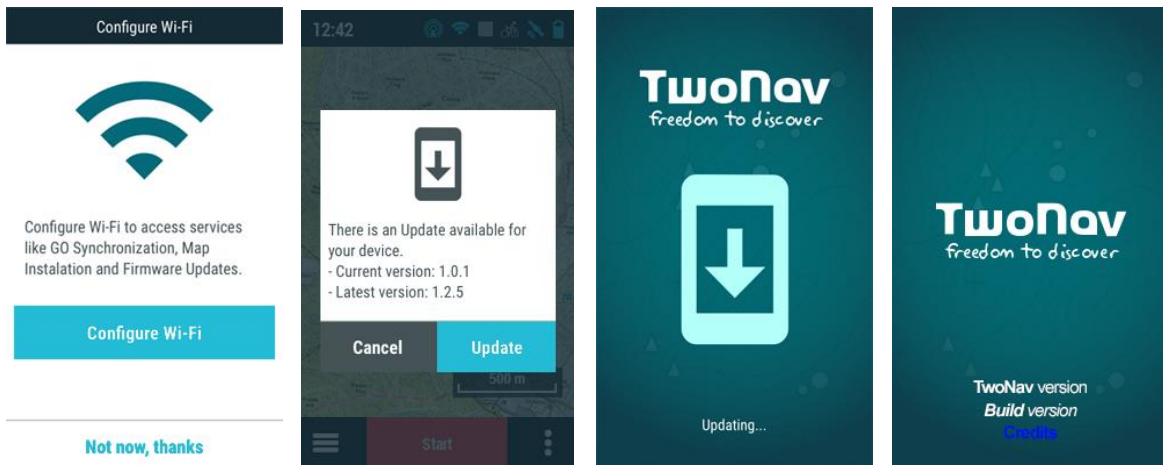 Configure Wi-Fi
Configure Wi-Fi to access services
like GO Synchronization, Map
Instalation and Firmware Updates.
Configure Wi-Fi
Not now, thanks
12:42
There is an Update available for
your device.
- Current version: 1.0.1
- Latest version: 1.2.5
Cancel
Update
500 m
Start
TwoNav
freedom to discover
Updating...
TwoNav
freedom to discover
TwoNav version
Build version
Credits